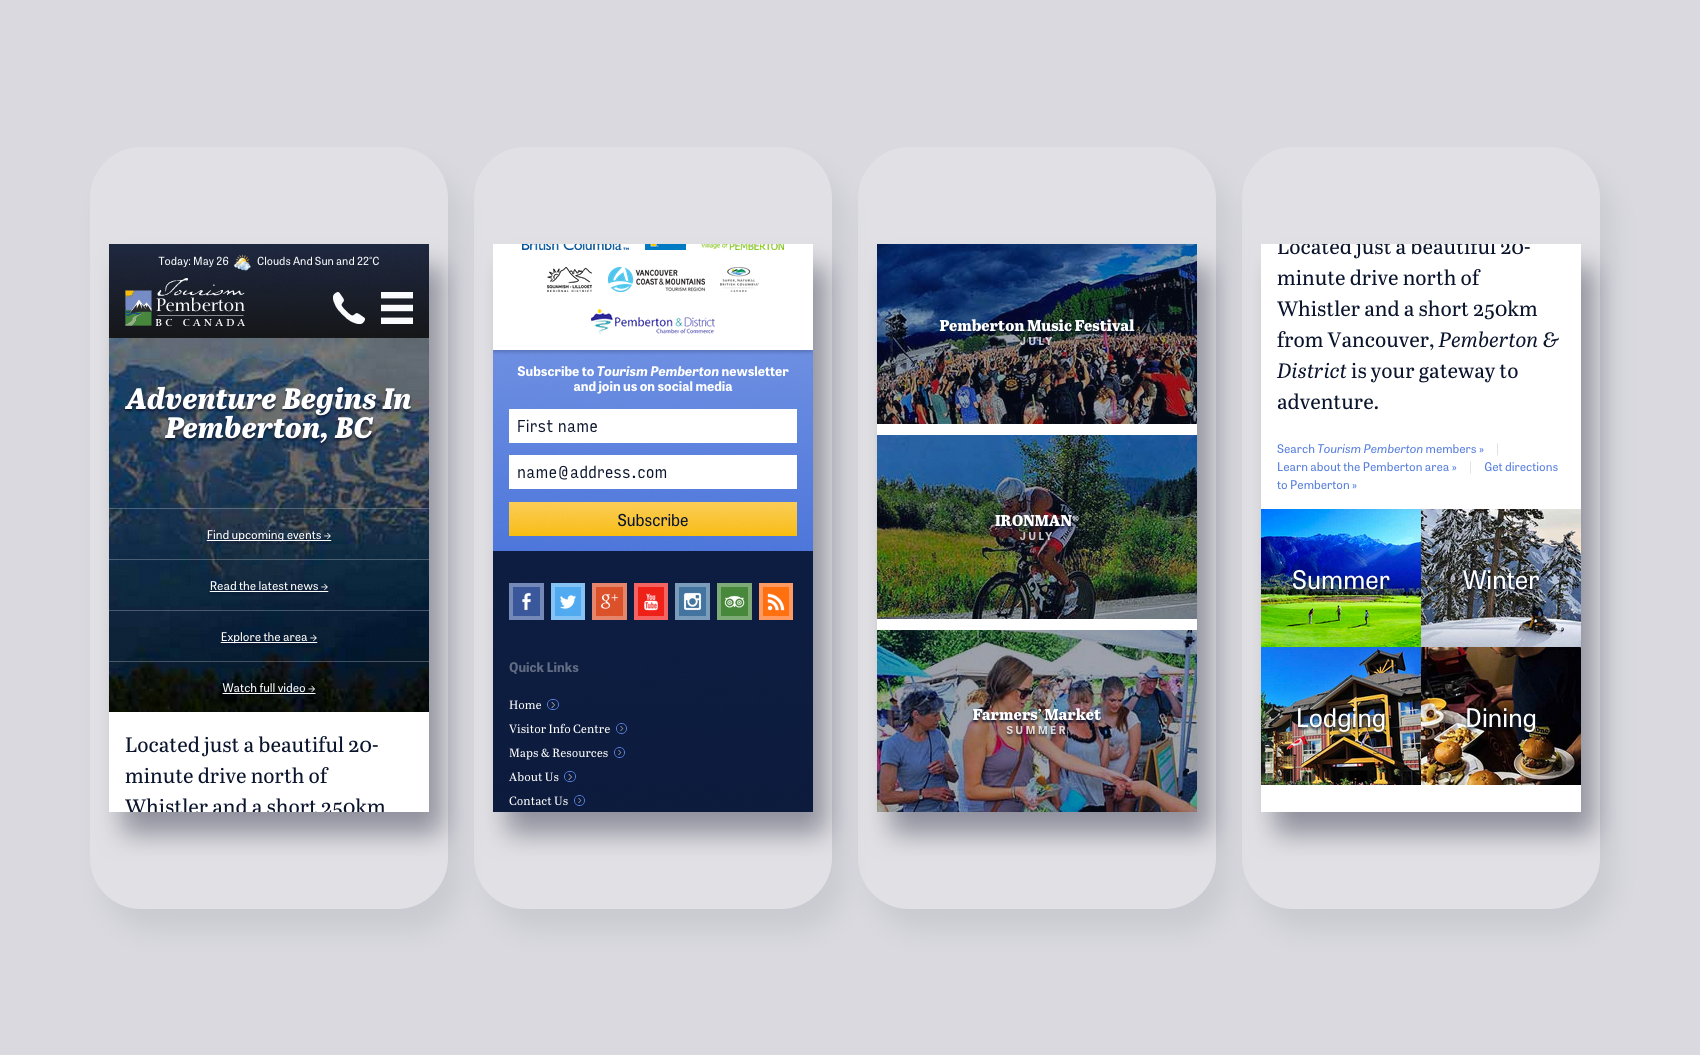 Today: May 26 Clouds And Sun and 22°C
Tourism
Pemberton
BC CANADA
Adventure Begins In
Pemberton, BC
Find upcoming events →
Read the latest news →
Explore the area →
Watch full video →
Located just a beautiful 20-
minute drive north of
Whistler and a short 250km
British Columbia™
Village of PEMBERTON
SQUAMISH - LILLOOET
REGIONAL DISTRICT
VANCOUVER
COAST & MOUNTAINS
TOURISM REGION
SUPER, NATURAL
BRITISH COLUMBIA
CANADA
Pemberton & District
Chamber of Commerce
Subscribe to Tourism Pemberton newsletter
and join us on social media
First name
name@address.com
Subscribe
f
g+
You
Tube
Quick Links
Home
Visitor Info Centre
Maps & Resources
About Us
Contact Us
Pemberton Music Festival
JULY
IRONMAN®
JULY
Farmers’ Market
SUMMER
Located just a beautiful 20-
minute drive north of
Whistler and a short 250km
from Vancouver, Pemberton &
District is your gateway to
adventure.
Search Tourism Pemberton members »
Learn about the Pemberton area » Get directions
to Pemberton »
Summer
Winter
Lodging
Dining